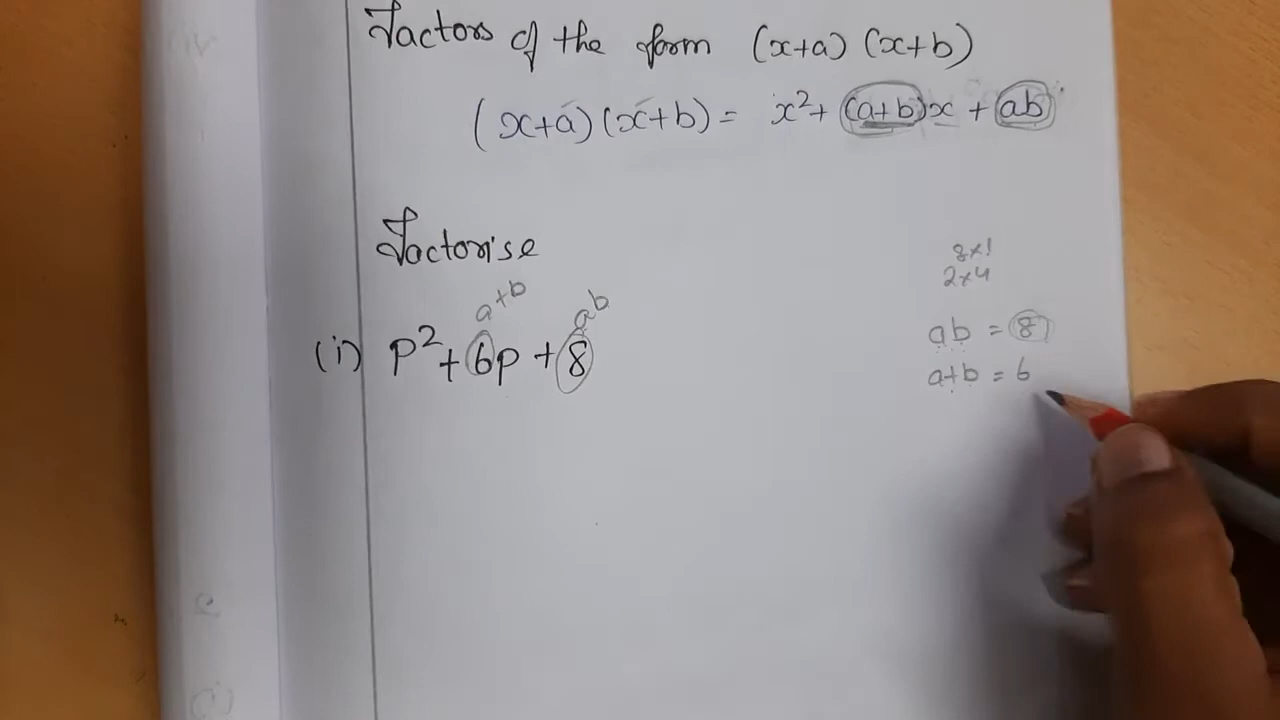 Factors of the form (x+a) (x+b)
(x+a)(x+b) = x² + (a+b)x + ab
Factorise
a+b ab
(i) p² + 6p + 8
8×1
2×4
ab = 8
a+b = 6